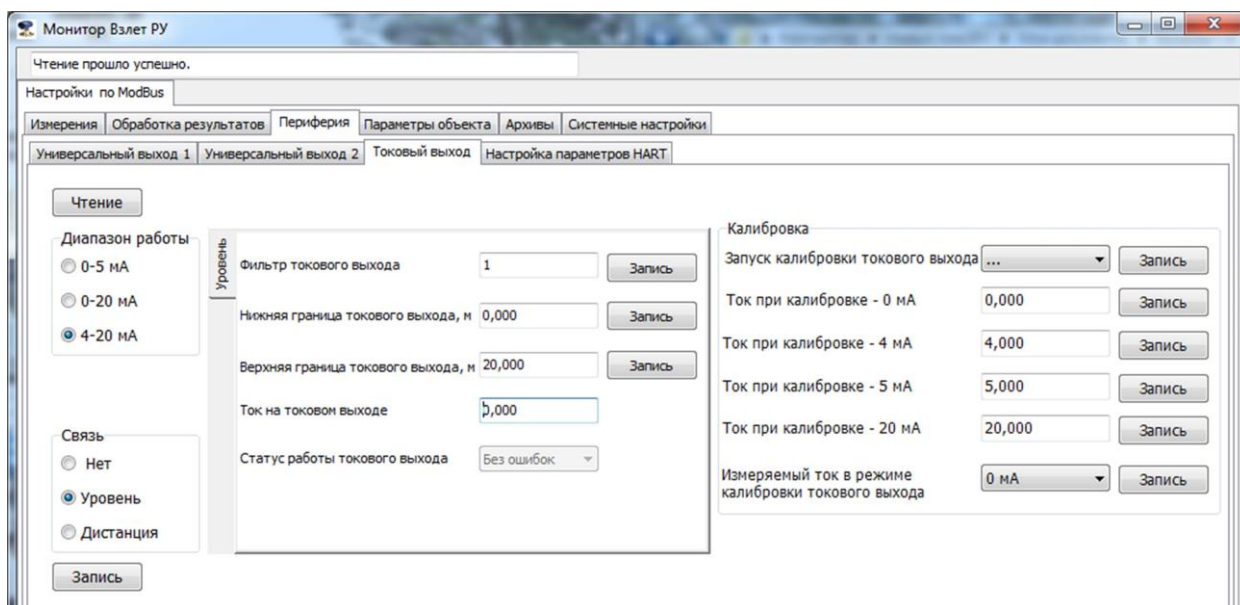 Монитор Взлет РУ
Чтение прошло успешно.
Настройки по ModBus
Измерения Обработка результатов Периферия Параметры объекта Архивы Системные настройки
Универсальный выход 1 Универсальный выход 2 Токовый выход Настройка параметров HART
Чтение
Диапазон работы
0-5 мА
0-20 мА
4-20 мА
Связь
Нет
Уровень
Дистанция
Запись
Уровень
Фильтр токового выхода 1 Запись
Нижняя граница токового выхода, м 0,000 Запись
Верхняя граница токового выхода, м 20,000 Запись
Ток на токовом выходе 0,000
Статус работы токового выхода Без ошибок
Калибровка
Запуск калибровки токового выхода ... Запись
Ток при калибровке - 0 мА 0,000 Запись
Ток при калибровке - 4 мА 4,000 Запись
Ток при калибровке - 5 мА 5,000 Запись
Ток при калибровке - 20 мА 20,000 Запись
Измеряемый ток в режиме
калибровки токового выхода 0 мА Запись